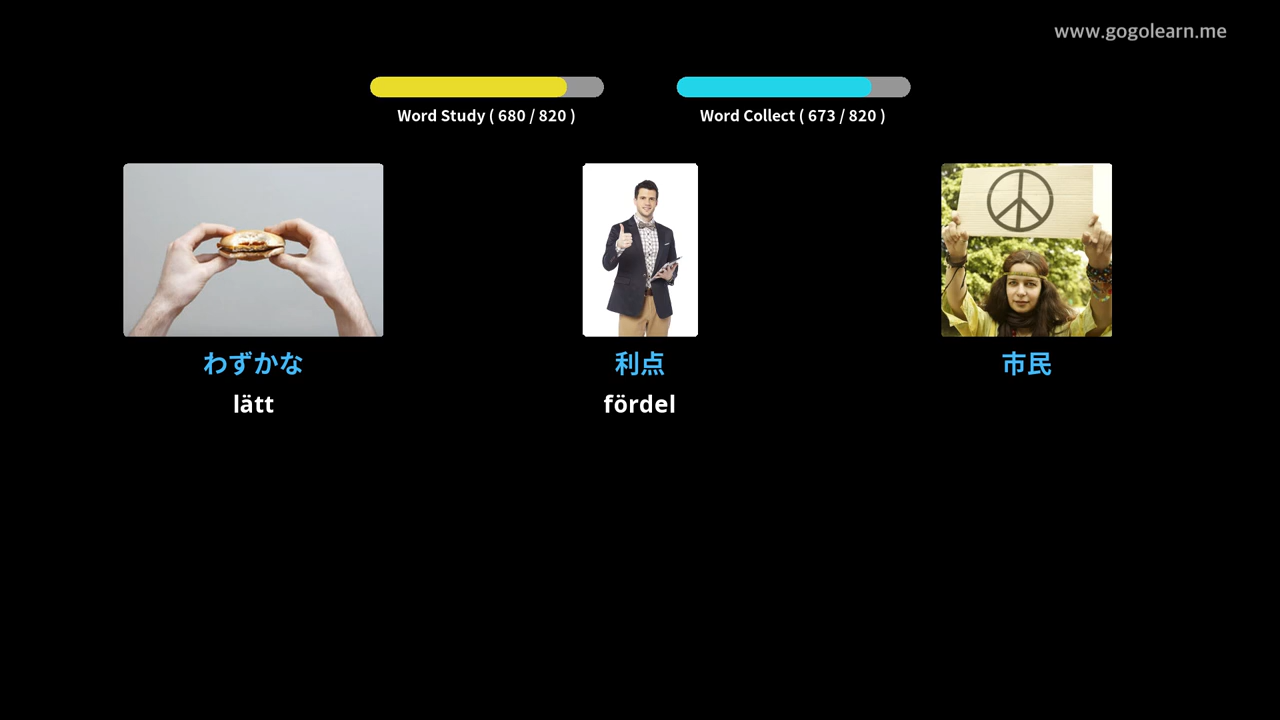 www.gogolearn.me
Word Study ( 680 / 820 )
Word Collect ( 673 / 820 )
わずかな
利点
市民
lätt
fördel